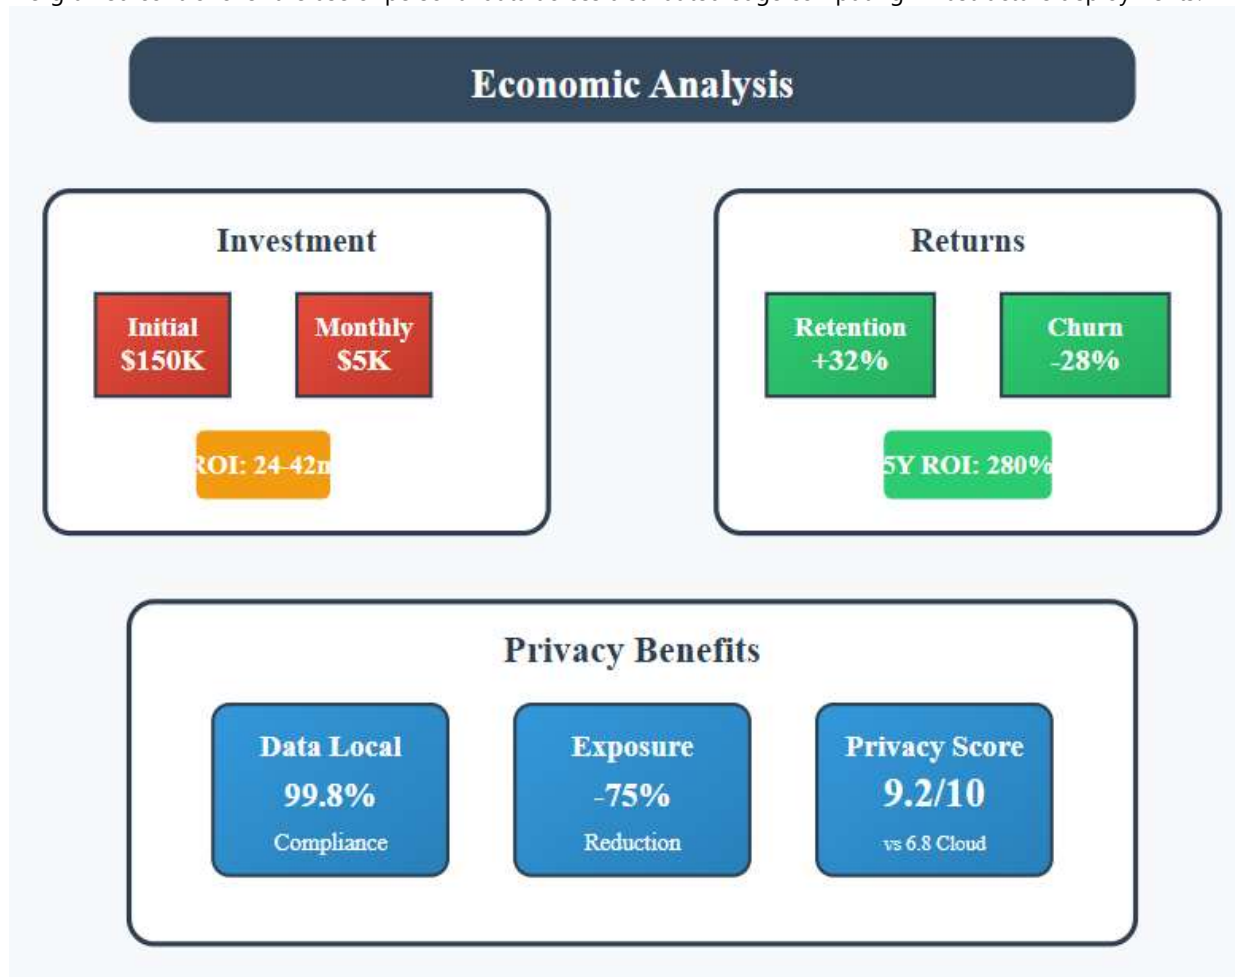 Economic Analysis
Investment
Returns
Initial
$150K
Monthly
$5K
Retention
+32%
Churn
-28%
ROI: 24-42
5Y ROI: 280%
Privacy Benefits
Data Local
99.8%
Compliance
Exposure
-75%
Reduction
Privacy Score
9.2/10
vs 6.8 Cloud